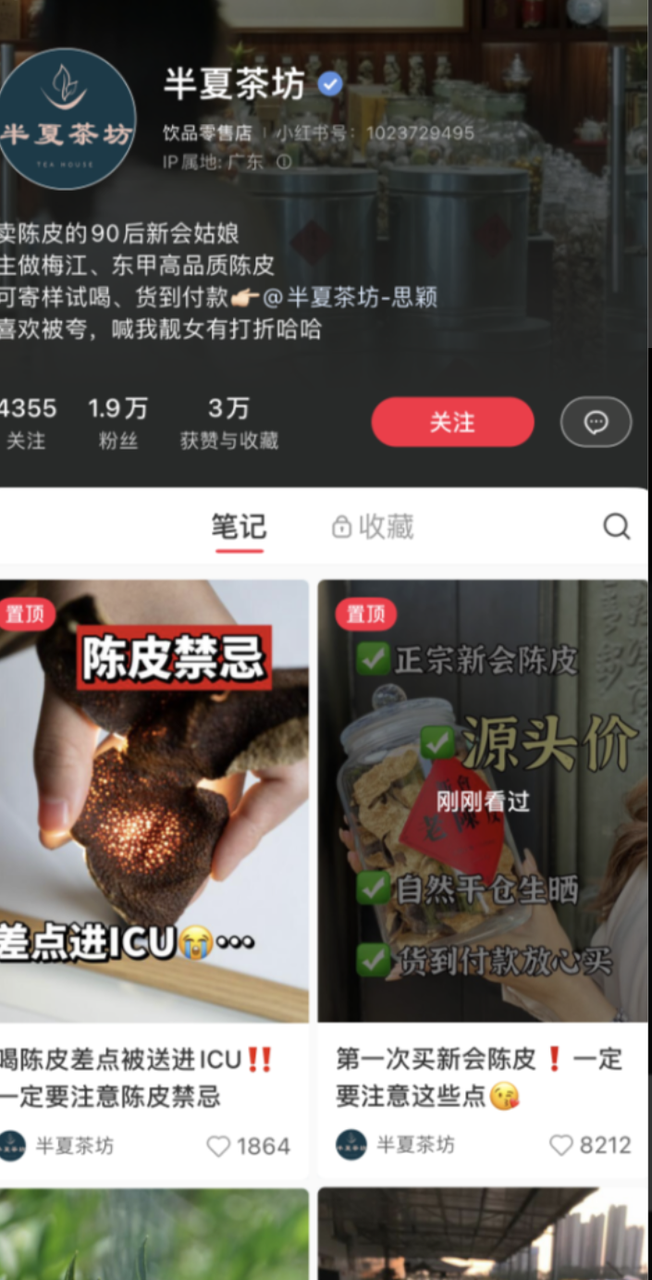 半夏茶坊
半夏茶坊
TEA HOUSE
饮品零售店 | 小红书号：1023729495
IP属地：广东
卖陈皮的90后新会姑娘
主做梅江、东甲高品质陈皮
可寄样试喝、货到付款👉@半夏茶坊-思颖
喜欢被夸，喊我靓女有打折哈哈
4355 1.9万 3万
关注 粉丝 获赞与收藏
关注
笔记 收藏
置顶
陈皮禁忌
差点进ICU😭•••
喝陈皮差点被送进ICU‼️
一定要注意陈皮禁忌
半夏茶坊 1864
置顶
✅正宗新会陈皮
✅源头价
刚刚看过
✅自然干仓生晒
✅货到付款放心买
第一次买新会陈皮❗一定
要注意这些点😘
半夏茶坊 8212